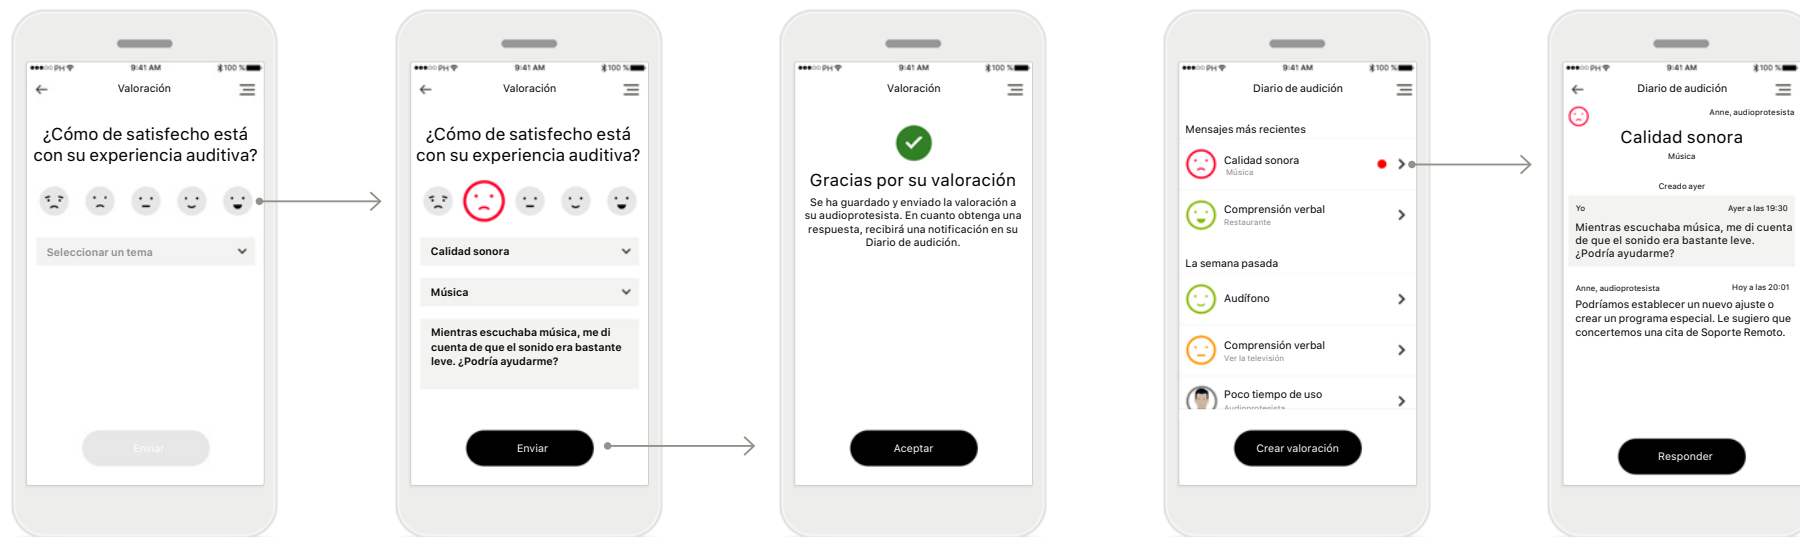 PH
9:41 AM
100 %
Valoración
¿Cómo de satisfecho está
con su experiencia auditiva?
Seleccionar un tema
Enviar
PH
9:41 AM
100 %
Valoración
¿Cómo de satisfecho está
con su experiencia auditiva?
Calidad sonora
Música
Mientras escuchaba música, me di
cuenta de que el sonido era bastante
leve. ¿Podría ayudarme?
Enviar
PH
9:41 AM
100 %
Valoración
Gracias por su valoración
Se ha guardado y enviado la valoración a
su audioprotesista. En cuanto obtenga una
respuesta, recibirá una notificación en su
Diario de audición.
Aceptar
PH
9:41 AM
100 %
Diario de audición
Mensajes más recientes
Calidad sonora
Música
Comprensión verbal
Restaurante
La semana pasada
Audífono
Comprensión verbal
Ver la televisión
Poco tiempo de uso
Audioprotesista
Crear valoración
PH
9:41 AM
100 %
Diario de audición
Anne, audioprotesista
Calidad sonora
Música
Creado ayer
Yo
Ayer a las 19:30
Mientras escuchaba música, me di cuenta
de que el sonido era bastante leve.
¿Podría ayudarme?
Anne, audioprotesista
Hoy a las 20:01
Podríamos establecer un nuevo ajuste o
crear un programa especial. Le sugiero que
concertemos una cita de Soporte Remoto.
Responder